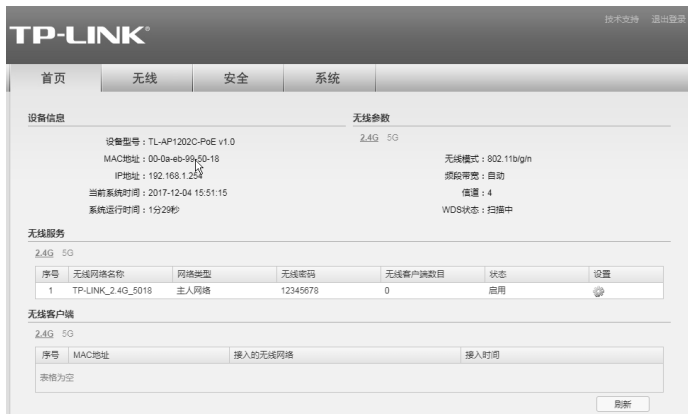 技术支持 退出登录
TP-LINK®
首页 无线 安全 系统
设备信息
设备型号：TL-AP1202C-PoE v1.0
MAC地址：00-0a-eb-99-50-18
IP地址：192.168.1.254
当前系统时间：2017-12-04 15:51:15
系统运行时间：1分29秒
无线参数
2.4G 5G
无线模式：802.11b/g/n
频段带宽：自动
信道：4
WDS状态：扫描中
无线服务
2.4G 5G
序号 无线网络名称 网络类型 无线密码 无线客户端数目 状态 设置
1 TP-LINK_2.4G_5018 主人网络 12345678 0 启用
无线客户端
2.4G 5G
序号 MAC地址 接入的无线网络 接入时间
表格为空
刷新